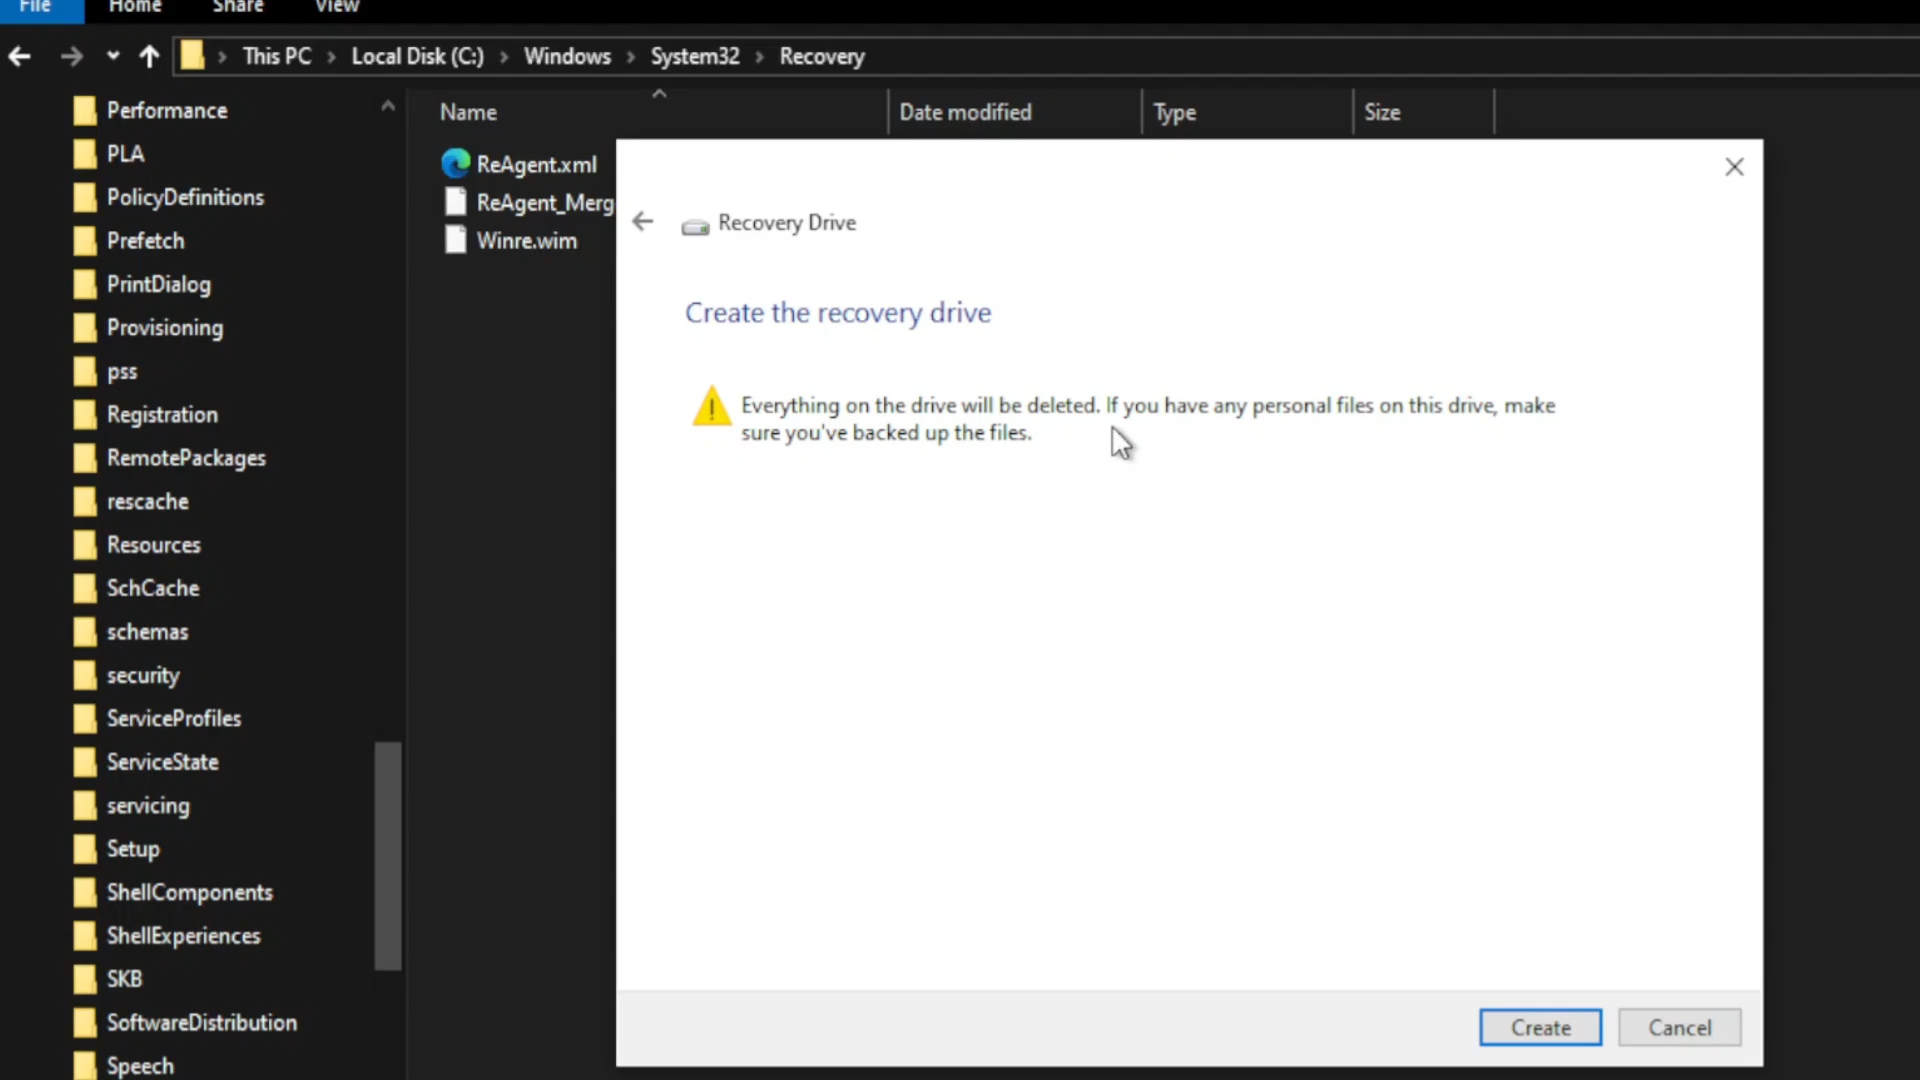 File Home Share View
This PC > Local Disk (C:) > Windows > System32 > Recovery
Name Date modified Type Size
Performance
PLA
PolicyDefinitions
Prefetch
PrintDialog
Provisioning
pss
Registration
RemotePackages
rescache
Resources
SchCache
schemas
security
ServiceProfiles
ServiceState
servicing
Setup
ShellComponents
ShellExperiences
SKB
SoftwareDistribution
Speech
ReAgent.xml
ReAgent_Merg
Winre.wim
Recovery Drive
Create the recovery drive
Everything on the drive will be deleted. If you have any personal files on this drive, make
sure you've backed up the files.
Create Cancel